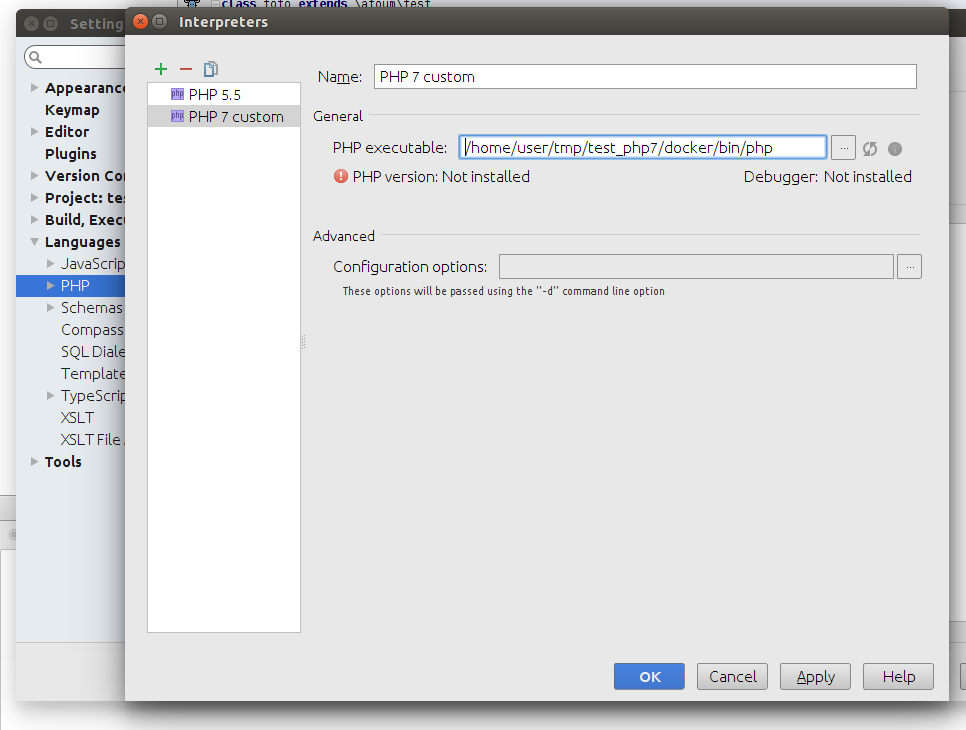 class toto extends \atoum\test
Setting
Interpreters
Appearance
Keymap
Editor
Plugins
Version Co
Project: te
Build, Exec
Languages
JavaScrip
PHP
Schemas
Compass
SQL Diale
Template
TypeScrip
XSLT
XSLT File
Tools
php PHP 5.5
php PHP 7 custom
Name: PHP 7 custom
General
PHP executable: /home/user/tmp/test_php7/docker/bin/php ...
PHP version: Not installed Debugger: Not installed
Advanced
Configuration options: ...
These options will be passed using the "-d" command line option
OK Cancel Apply Help